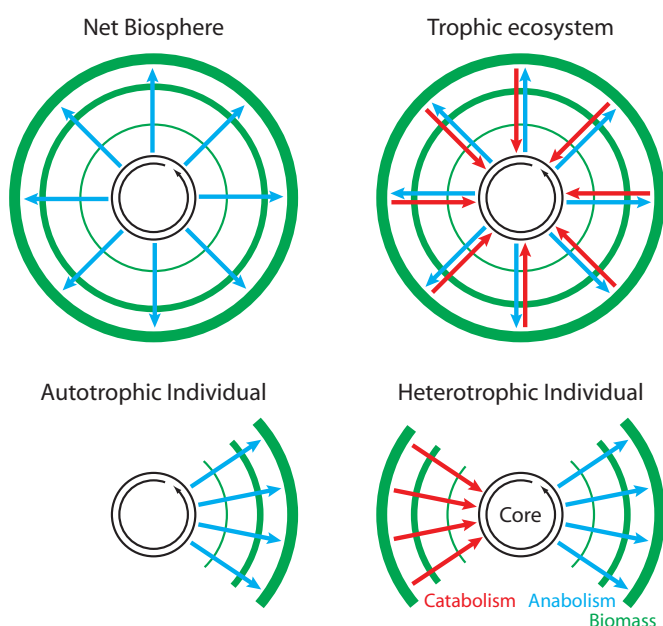 Net Biosphere
Trophic ecosystem
Autotrophic Individual
Heterotrophic Individual
Core
Catabolism
Anabolism
Biomass